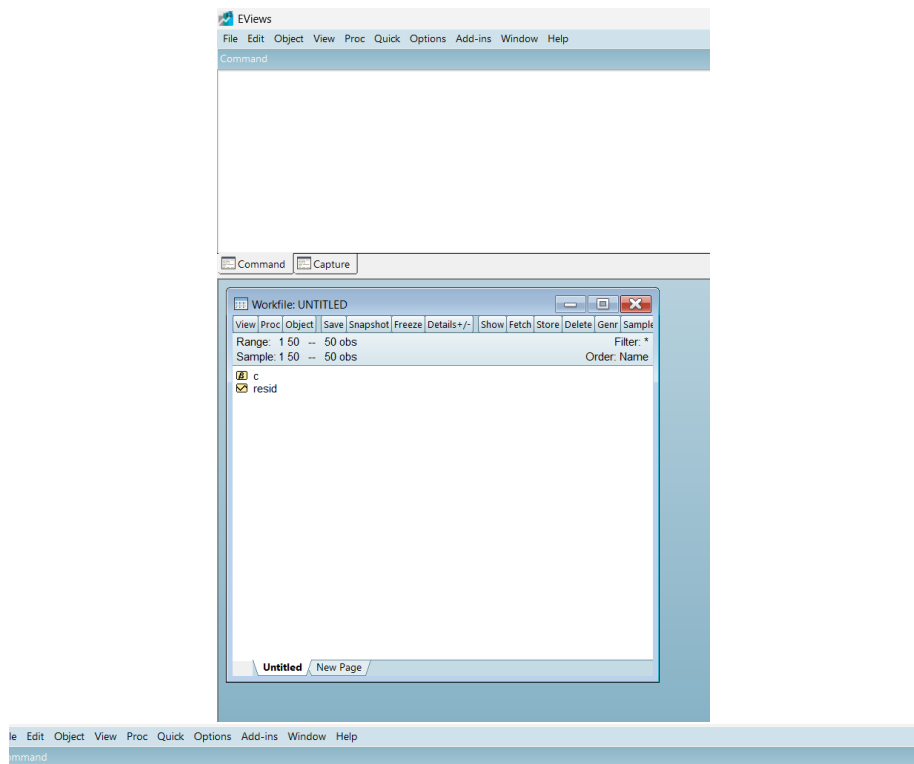 EViews
File Edit Object View Proc Quick Options Add-ins Window Help
Command
Command Capture
Workfile: UNTITLED
View Proc Object Save Snapshot Freeze Details+/- Show Fetch Store Delete Genr Sample
Range: 1 50 -- 50 obs Filter: *
Sample: 1 50 -- 50 obs Order: Name
c
resid
Untitled New Page
le Edit Object View Proc Quick Options Add-ins Window Help
mmand